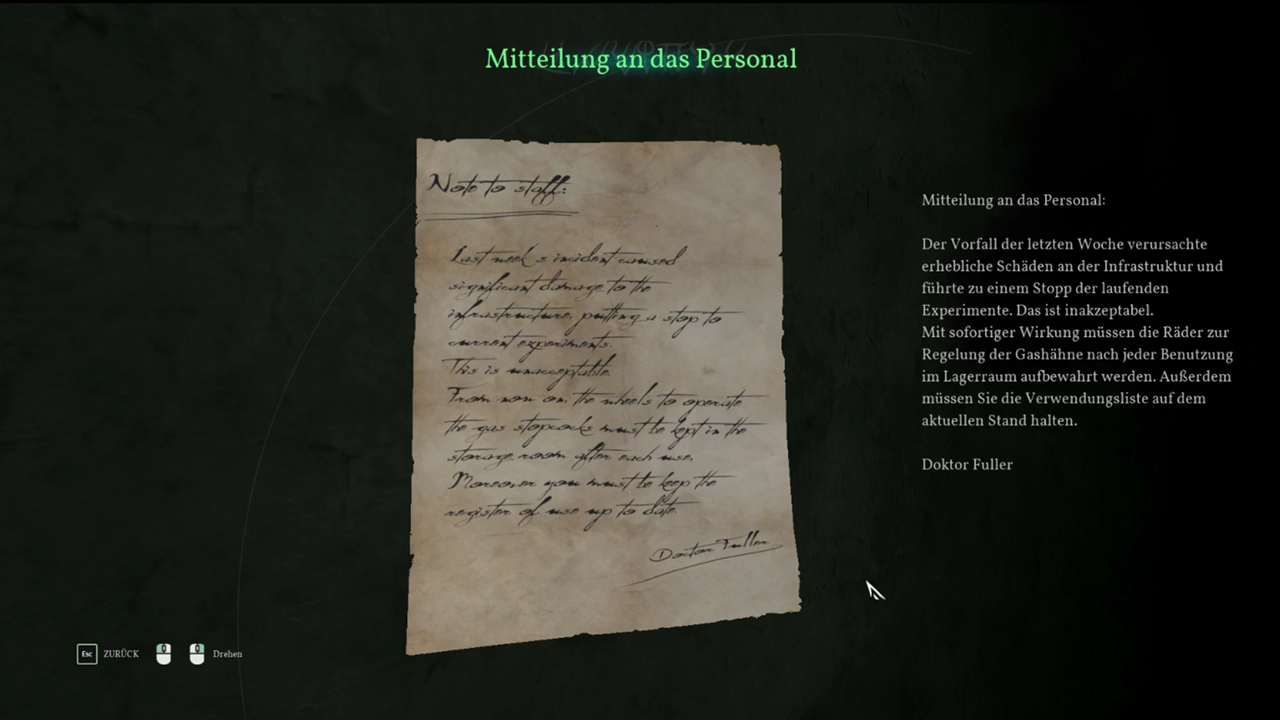 Mitteilung an das Personal
Note to staff:
Last week s incident caused
significant damage to the
infrastructure, putting a stop to
current experiments.
This is unacceptable.
From now on, the wheels to operate
the gas stopcocks must be kept in the
storage room after each use.
Moreover you must be keep the
register of use up to date.
Doctor Fuller
Mitteilung an das Personal:
Der Vorfall der letzten Woche verursachte
erhebliche Schäden an der Infrastruktur und
führte zu einem Stopp der laufenden
Experimente. Das ist inakzeptabel.
Mit sofortiger Wirkung müssen die Räder zur
Regelung der Gashähne nach jeder Benutzung
im Lagerraum aufbewahrt werden. Außerdem
müssen Sie die Verwendungsliste auf dem
aktuellen Stand halten.
Doktor Fuller
Esc ZURÜCK Drehen